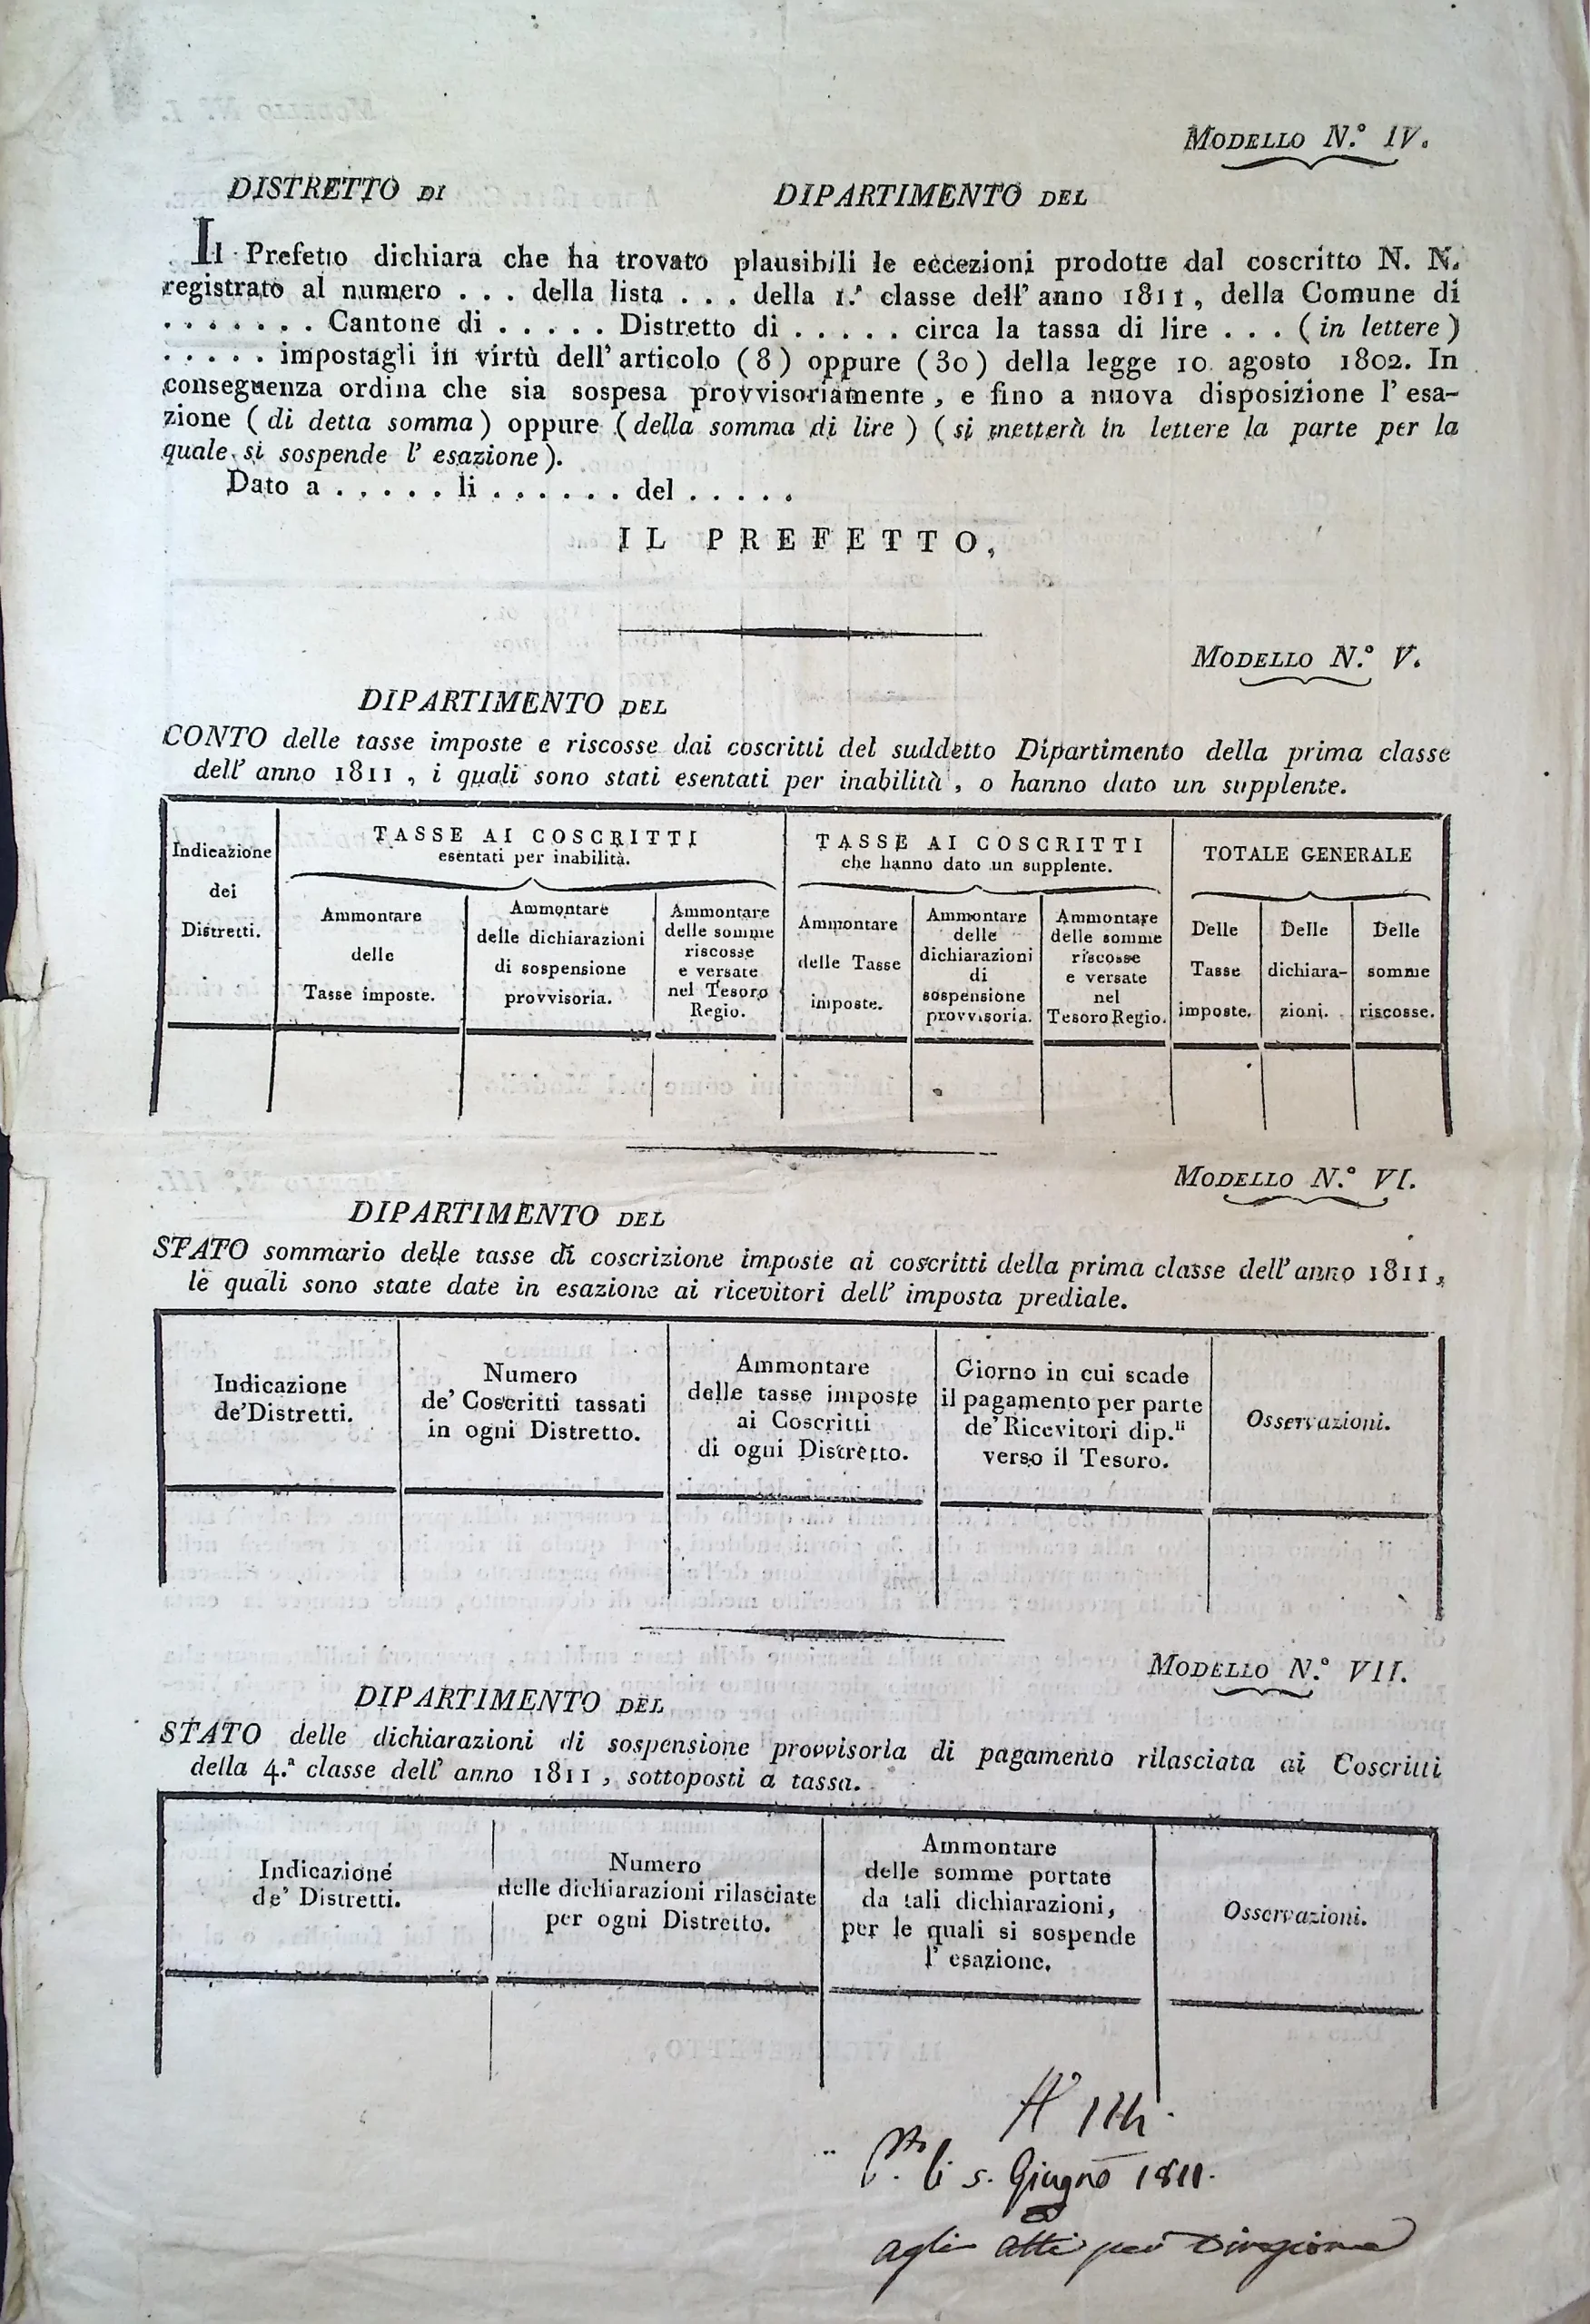 MODELLO N.° IV.
DISTRETTO DI
DIPARTIMENTO DEL
Il Prefetto dichiara che ha trovato plausibili le eccezioni prodotte dal coscritto N. N.
registrato al numero . . . della lista . . . della 1.ª classe dell' anno 1811, della Comune di
. . . . . . . Cantone di . . . . . Distretto di . . . . . circa la tassa di lire . . . ( in lettere )
. . . . . impostagli in virtù dell' articolo ( 8 ) oppure ( 30 ) della legge 10 agosto 1802. In
conseguenza ordina che sia sospesa provvisoriamente, e fino a nuova disposizione l' esa-
zione ( di detta somma ) oppure ( della somma di lire ) ( si metterà in lettere la parte per la
quale si sospende l' esazione ).
Dato a . . . . . li . . . . . . del . . . . .
IL PREFETTO,
MODELLO N.° V.
DIPARTIMENTO DEL
CONTO delle tasse imposte e riscosse dai coscritti del suddetto Dipartimento della prima classe
dell' anno 1811, i quali sono stati esentati per inabilità, o hanno dato un supplente.
Indicazione
dei
Distretti.
TASSE AI COSCRITTI
esentati per inabilità.
Ammontare
delle
Tasse imposte.
Ammontare
delle dichiarazioni
di sospensione
provvisoria.
Ammontare
delle somme
riscosse
e versate
nel Tesoro
Regio.
TASSE AI COSCRITTI
che hanno dato un supplente.
Ammontare
delle Tasse
imposte.
Ammontare
delle
dichiarazioni
di
sospensione
provvisoria.
Ammontare
delle somme
riscosse
e versate
nel
Tesoro Regio.
TOTALE GENERALE
Delle
Tasse
imposte.
Delle
dichiara-
zioni.
Delle
somme
riscosse.
MODELLO N.° VI.
DIPARTIMENTO DEL
STATO sommario delle tasse di coscrizione imposte ai coscritti della prima classe dell' anno 1811,
le quali sono state date in esazione ai ricevitori dell' imposta prediale.
Indicazione
de' Distretti.
Numero
de' Coscritti tassati
in ogni Distretto.
Ammontare
delle tasse imposte
ai Coscritti
di ogni Distretto.
Giorno in cui scade
il pagamento per parte
de' Ricevitori dip.li
verso il Tesoro.
Osservazioni.
MODELLO N.° VII.
DIPARTIMENTO DEL
STATO delle dichiarazioni di sospensione provvisoria di pagamento rilasciata ai Coscritti
della 4.ª classe dell' anno 1811, sottoposti a tassa.
Indicazione
de' Distretti.
Numero
delle dichiarazioni rilasciate
per ogni Distretto.
Ammontare
delle somme portate
da tali dichiarazioni,
per le quali si sospende
l' esazione.
Osservazioni.
li 5. Giugno 1811.
agli atti per Direzione